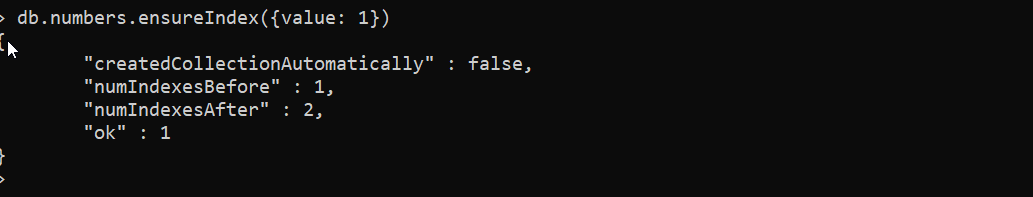 > db.numbers.ensureIndex({value: 1})
{
"createdCollectionAutomatically" : false,
"numIndexesBefore" : 1,
"numIndexesAfter" : 2,
"ok" : 1
}
>